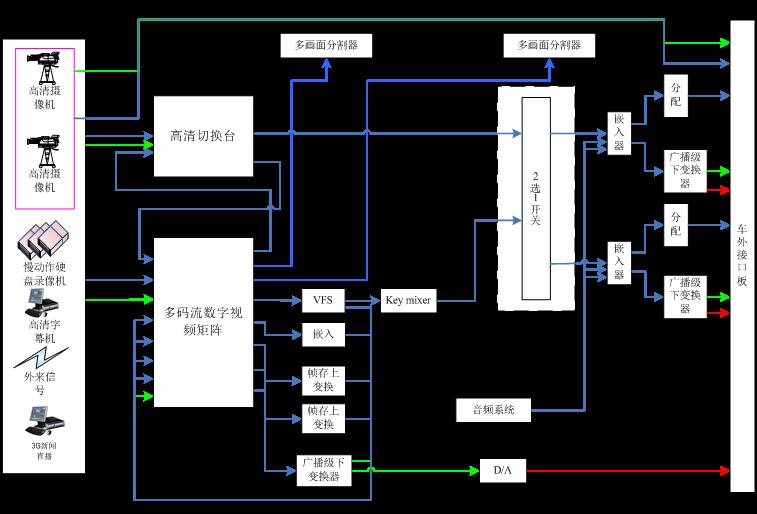 多画面分割器
多画面分割器
高清摄
像机
高清摄
像机
慢动作硬
盘录像机
高清字
幕机
外来信
号
3G新闻
直播
高清切换台
多码流数字视
频矩阵
VFS
嵌入
帧存上
变换
帧存上
变换
广播级下
变换器
Key mixer
2
选
1
开
关
音频系统
D/A
嵌
入
器
嵌
入
器
分
配
广播级
下变换
器
分
配
广播级
下变换
器
车
外
接
口
板